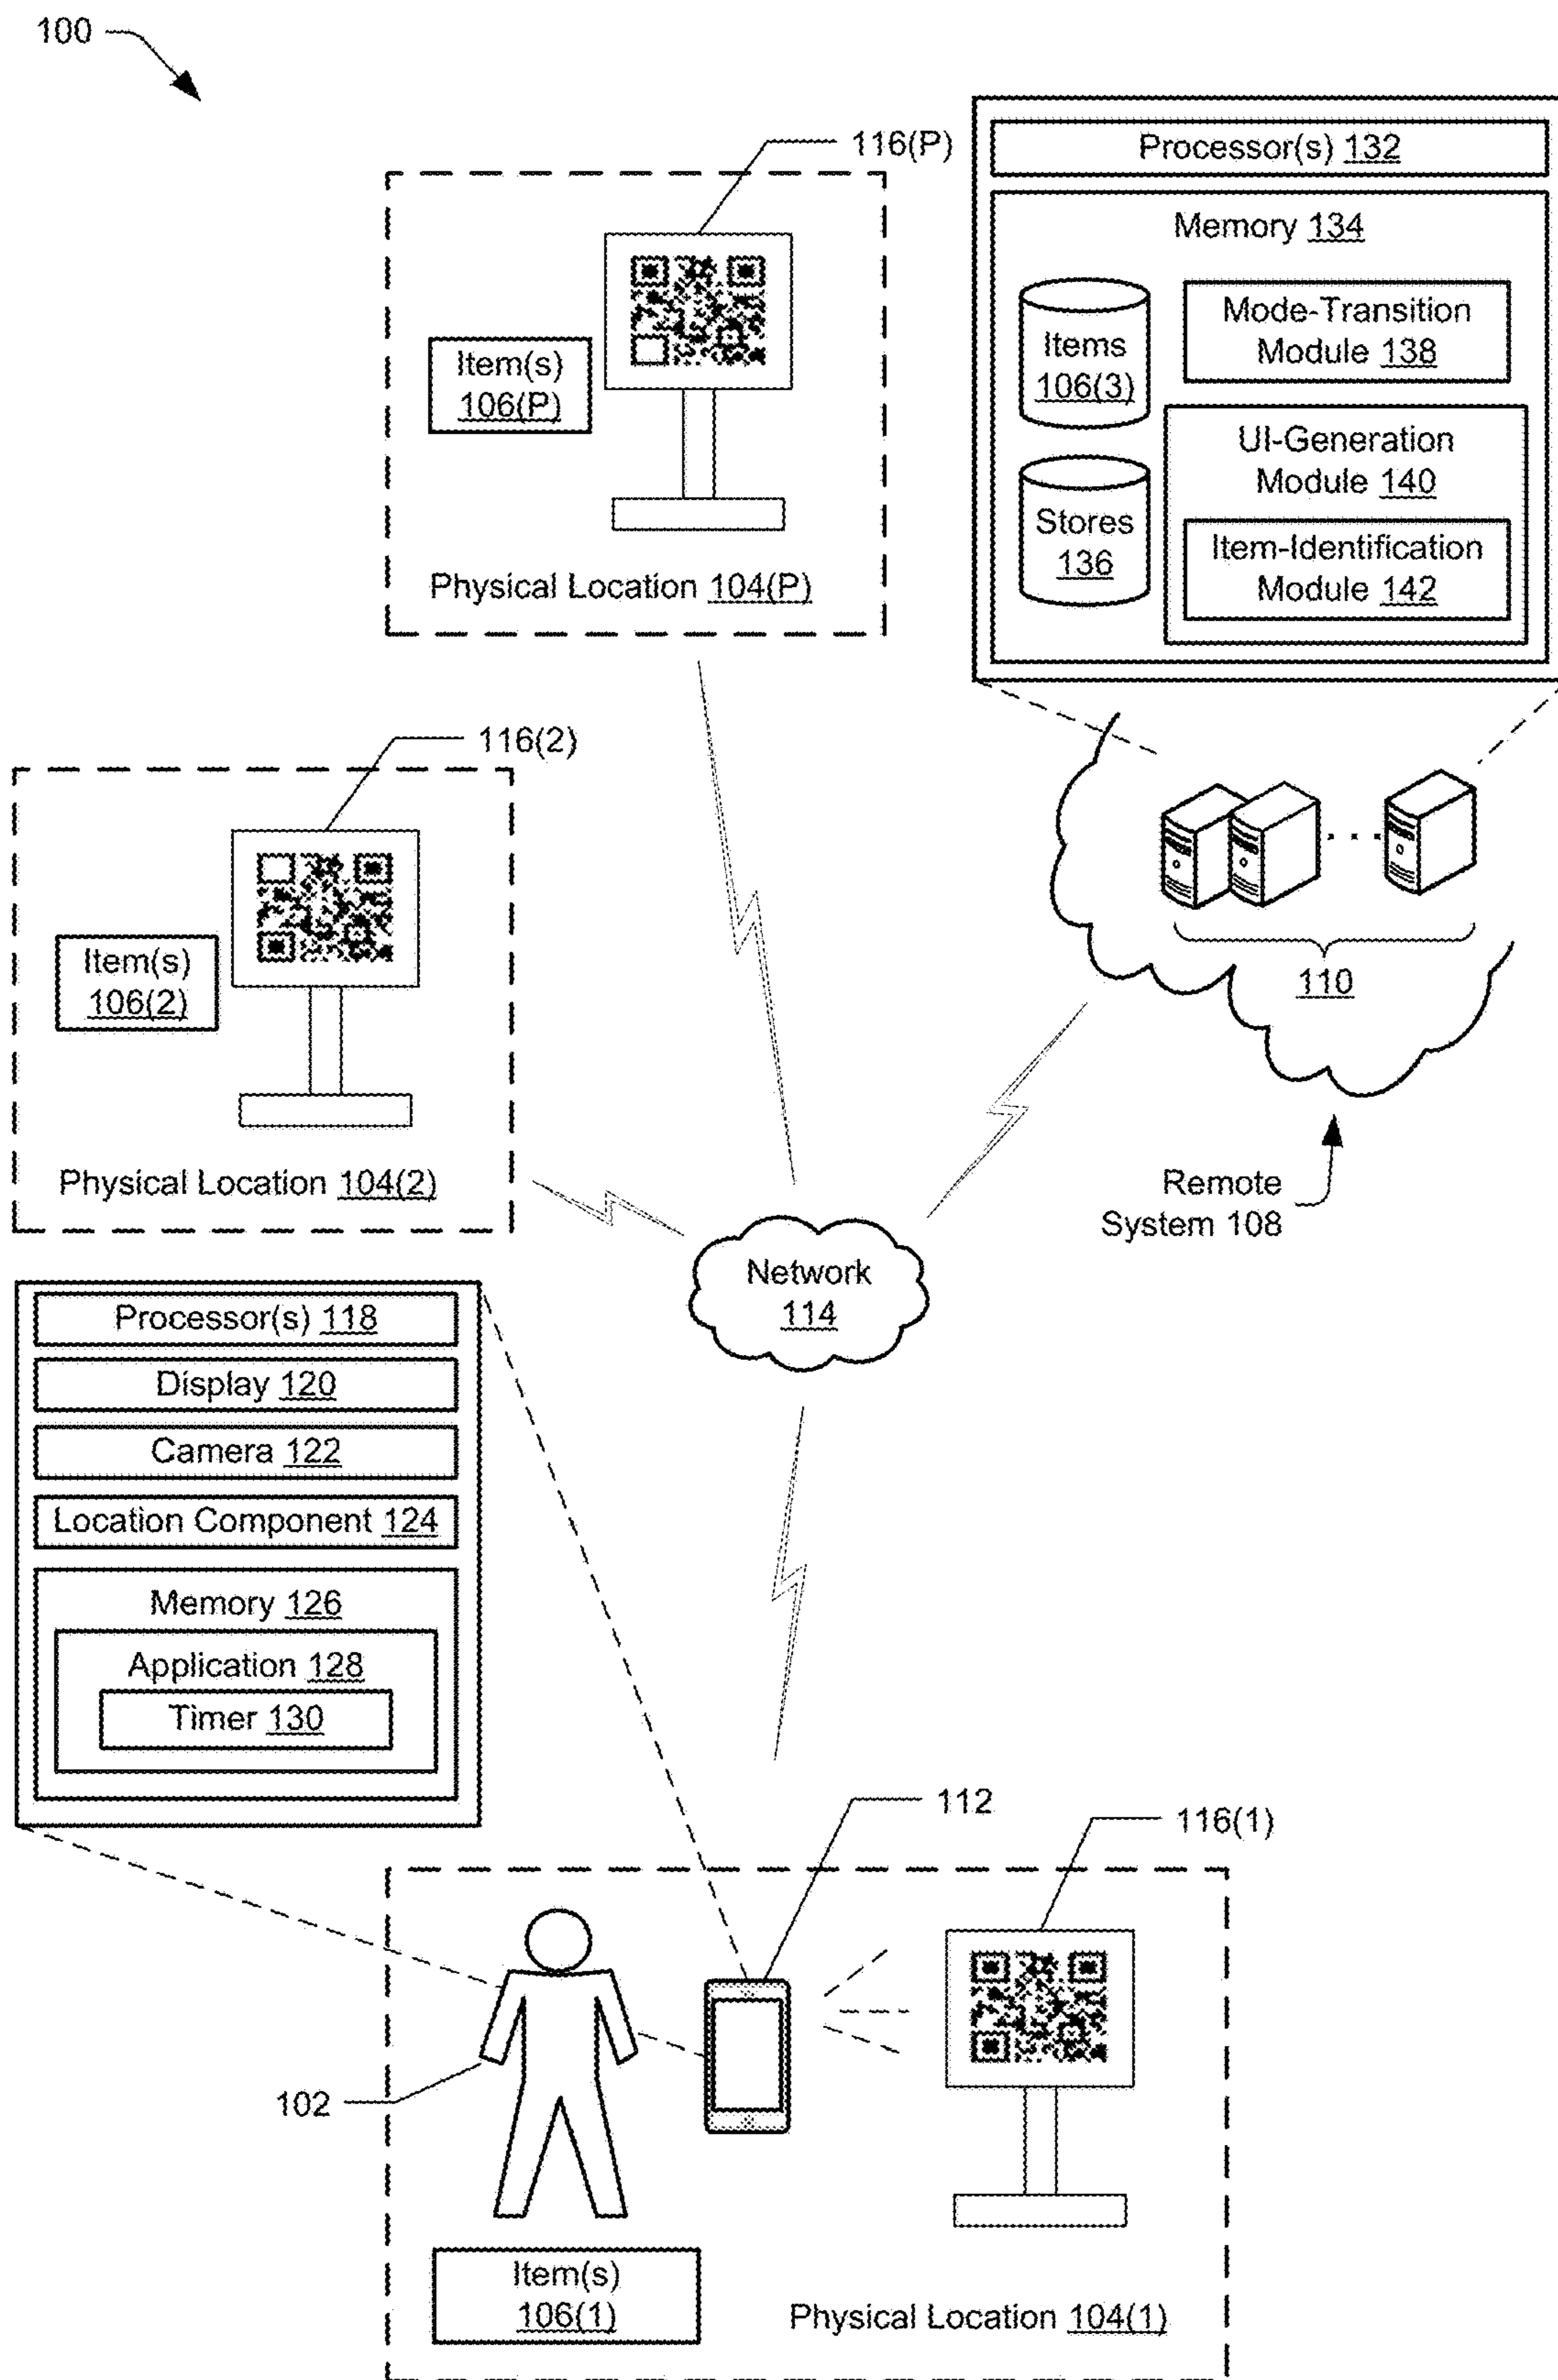 100
116(P)
Item(s)
106(P)
Physical Location 104(P)
Processor(s) 132
Memory 134
Items
106(3)
Stores
136
Mode-Transition
Module 138
UI-Generation
Module 140
Item-Identification
Module 142
110
Remote
System 108
116(2)
Item(s)
106(2)
Physical Location 104(2)
Network
114
Processor(s) 118
Display 120
Camera 122
Location Component 124
Memory 126
Application 128
Timer 130
112
116(1)
102
Item(s)
106(1)
Physical Location 104(1)